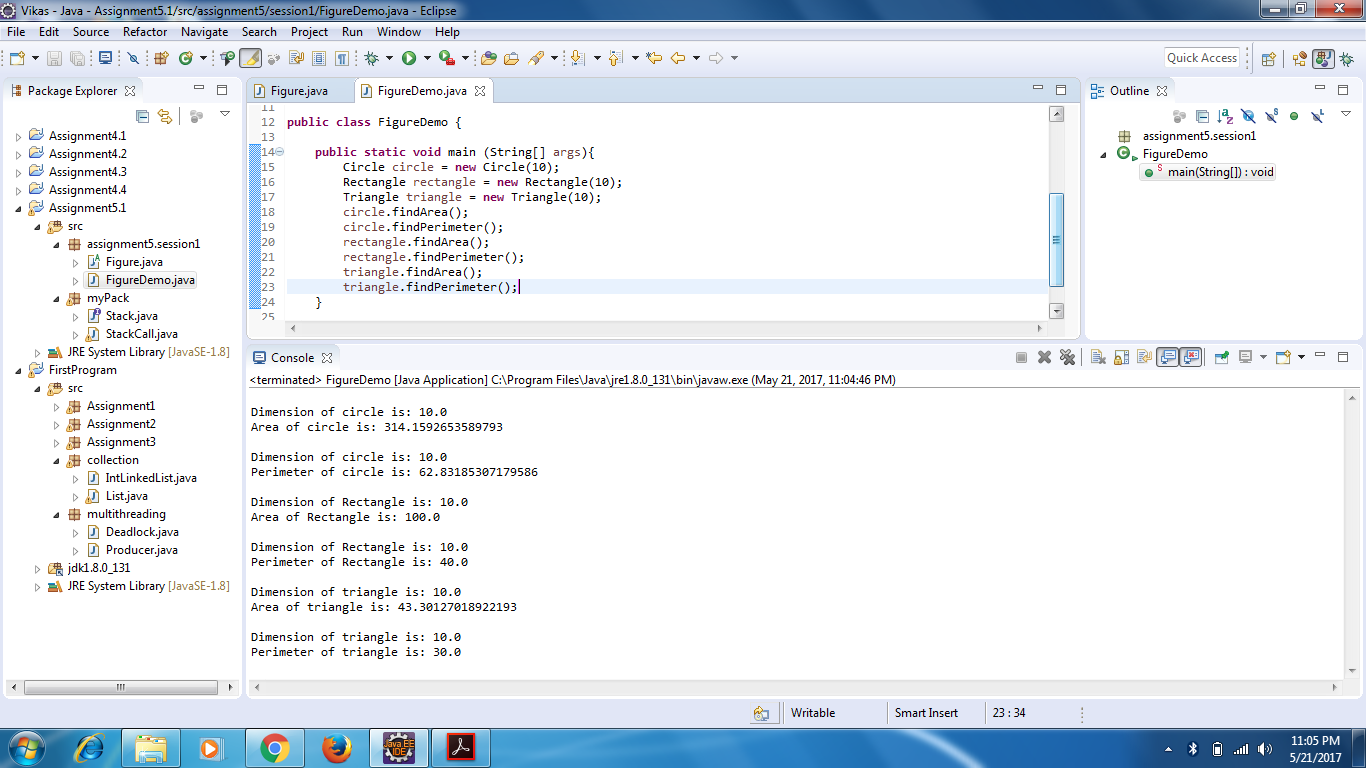 Vikas - Java - Assignment5.1/src/assignment5/session1/FigureDemo.java - Eclipse
File Edit Source Refactor Navigate Search Project Run Window Help
Quick Access
Package Explorer
Assignment4.1
Assignment4.2
Assignment4.3
Assignment4.4
Assignment5.1
src
assignment5.session1
Figure.java
FigureDemo.java
myPack
Stack.java
StackCall.java
JRE System Library [JavaSE-1.8]
FirstProgram
src
Assignment1
Assignment2
Assignment3
collection
IntLinkedList.java
List.java
multithreading
Deadlock.java
Producer.java
jdk1.8.0_131
JRE System Library [JavaSE-1.8]
Figure.java FigureDemo.java
11
12 public class FigureDemo {
13
14 public static void main (String[] args){
15 Circle circle = new Circle(10);
16 Rectangle rectangle = new Rectangle(10);
17 Triangle triangle = new Triangle(10);
18 circle.findArea();
19 circle.findPerimeter();
20 rectangle.findArea();
21 rectangle.findPerimeter();
22 triangle.findArea();
23 triangle.findPerimeter();
24 }
25
Outline
assignment5.session1
FigureDemo
main(String[]) : void
Console
<terminated> FigureDemo [Java Application] C:\Program Files\Java\jre1.8.0_131\bin\javaw.exe (May 21, 2017, 11:04:46 PM)
Dimension of circle is: 10.0
Area of circle is: 314.1592653589793
Dimension of circle is: 10.0
Perimeter of circle is: 62.83185307179586
Dimension of Rectangle is: 10.0
Area of Rectangle is: 100.0
Dimension of Rectangle is: 10.0
Perimeter of Rectangle is: 40.0
Dimension of triangle is: 10.0
Area of triangle is: 43.30127018922193
Dimension of triangle is: 10.0
Perimeter of triangle is: 30.0
Writable Smart Insert 23 : 34
Java EE
IDE
11:05 PM
5/21/2017